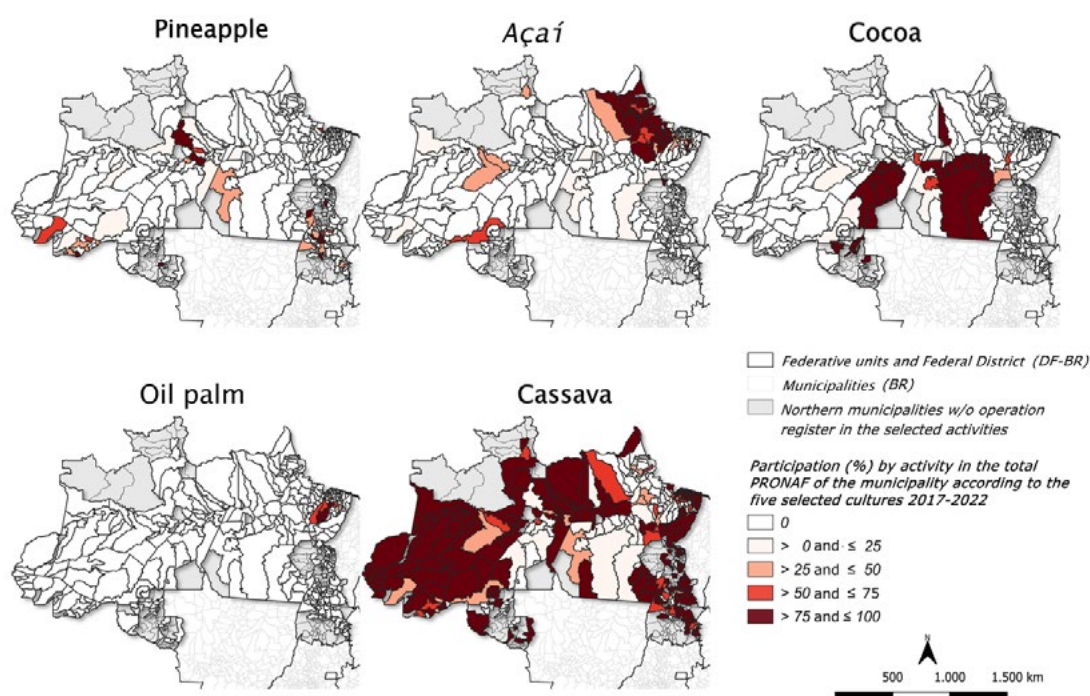 Pineapple
Açaí
Cocoa
Oil palm
Cassava
Federative units and Federal District (DF-BR)
Municipalities (BR)
Northern municipalities w/o operation
register in the selected activities
Participation (%) by activity in the total
PRONAF of the municipality according to the
five selected cultures 2017-2022
0
> 0 and ≤ 25
>25 and ≤ 50
>50 and ≤ 75
>75 and ≤ 100
N
500 1.000 1.500 km